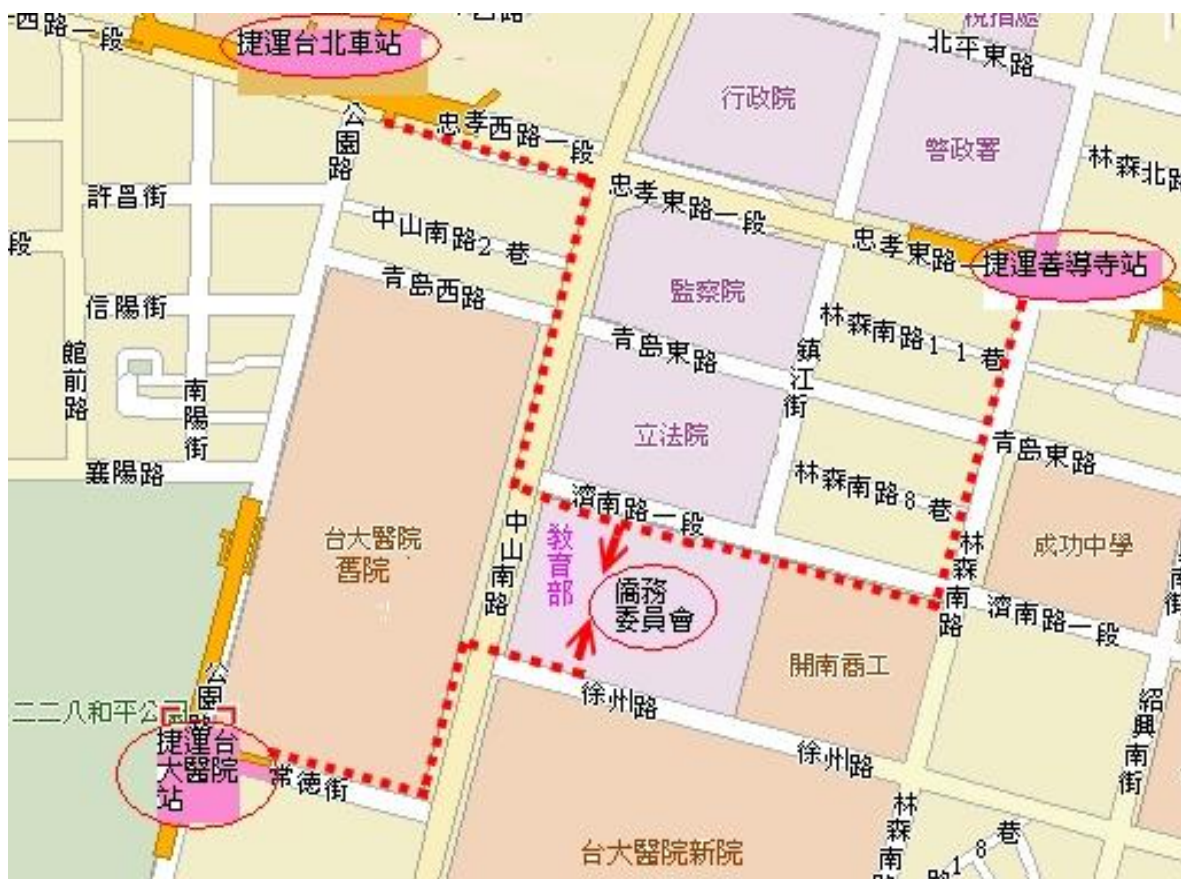 西路一段
捷運台北車站
稅捐處
北平東路
行政院
警政署
林森北路
公園路
忠孝西路一段
許昌街
中山南路2巷
忠孝東路一段
忠孝東路一
捷運善導寺站
段
青島西路
監察院
信陽街
林森南路11巷
青島東路
鎮江街
館前路
南陽街
立法院
青島東路
襄陽路
濟南路一段
林森南路8巷
台大醫院
舊院
中山南路
教育部
林森南路
成功中學
僑務
委員會
濟南路一段
開南商工
公園路
二二八和平公園
徐州路
紹興南街
捷運台
大醫院
站
常德街
徐州路
林森南路
台大醫院新院
18巷